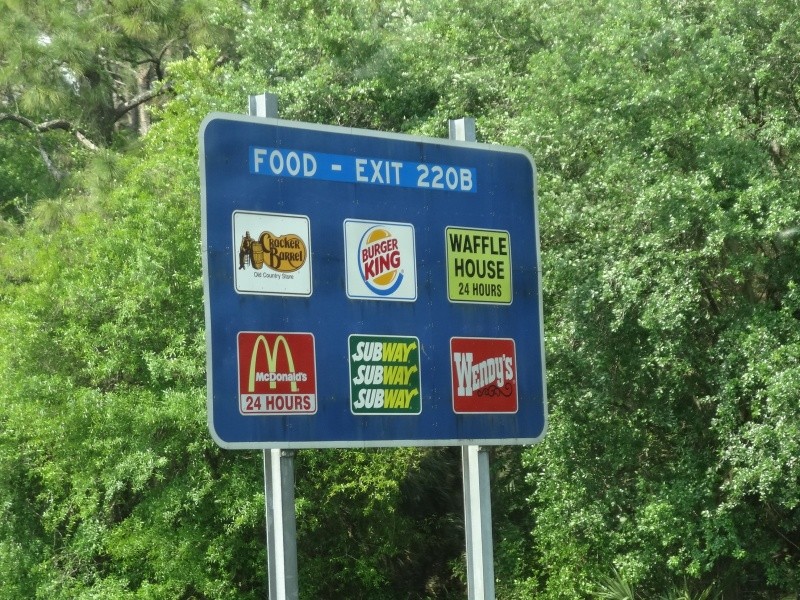 FOOD - EXIT 220B
Cracker Barrel
Old Country Store
BURGER KING
WAFFLE HOUSE
24 HOURS
McDonald's
24 HOURS
SUBWAY
SUBWAY
SUBWAY
WENDY'S